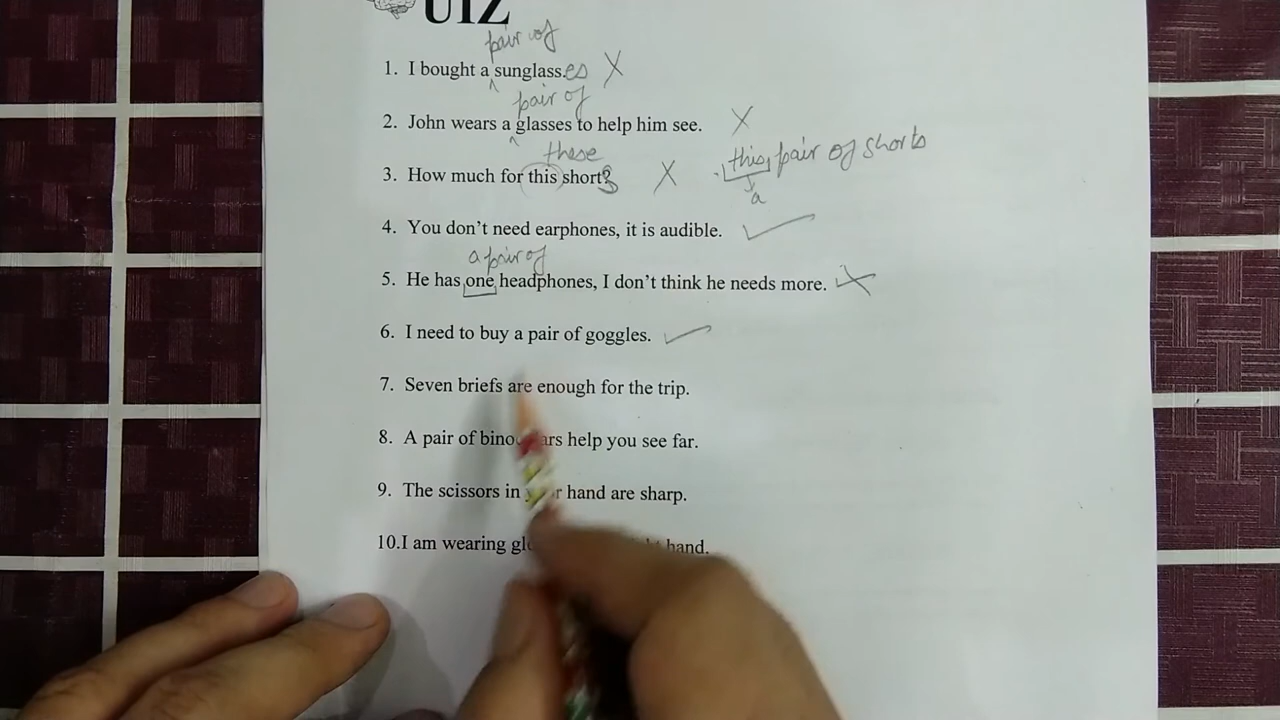 UIZ
pair of
1. I bought a sunglass.es X
pair of
2. John wears a glasses to help him see. X
these
3. How much for this short? X this pair of shorts
a
4. You don't need earphones, it is audible.
a pair of
5. He has one headphones, I don't think he needs more. X
6. I need to buy a pair of goggles.
7. Seven briefs are enough for the trip.
8. A pair of help you see far.
9. The scissors in hand are sharp.
10.I am wearing hand.